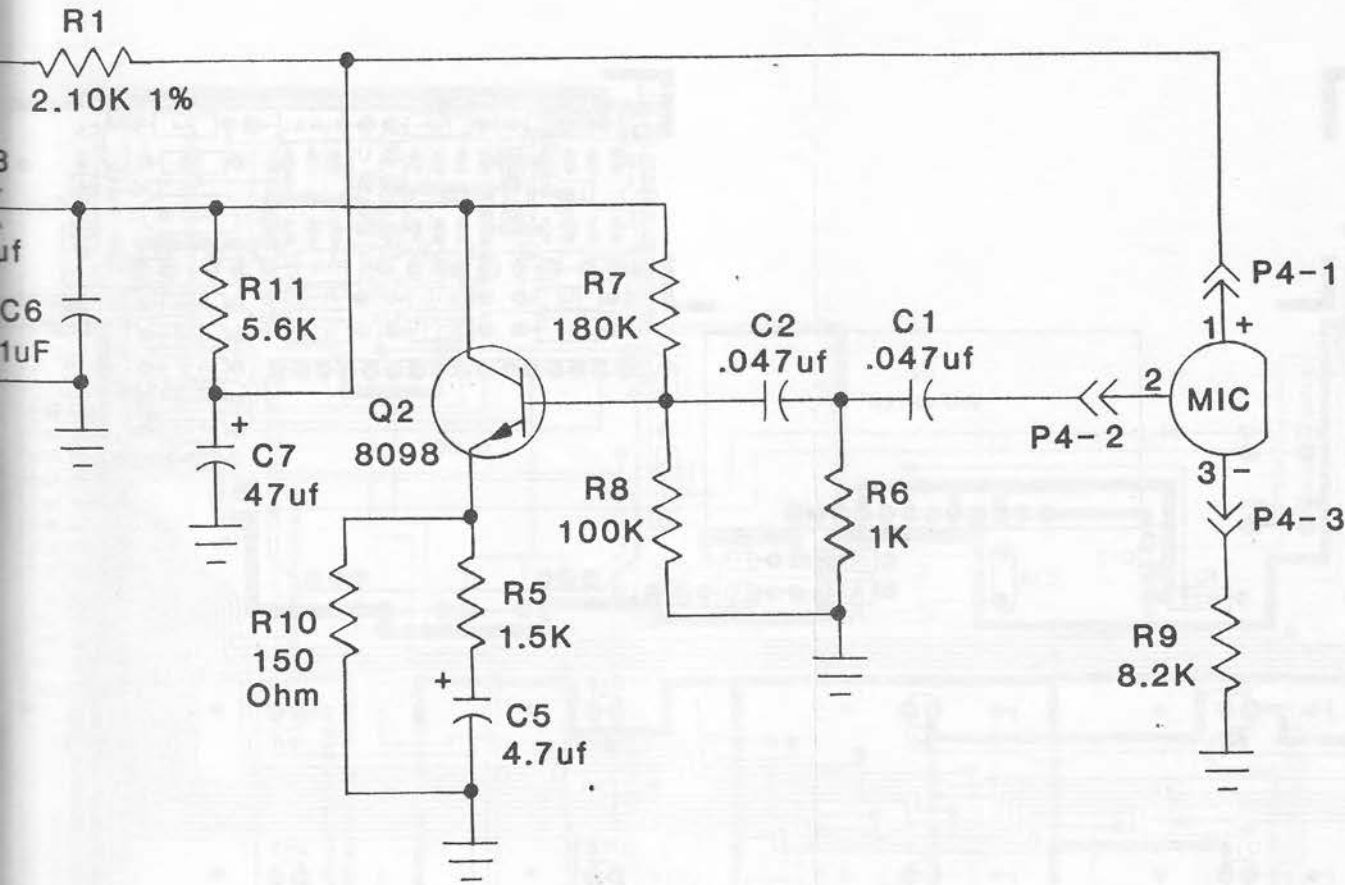 R1
2.10K 1%
uf
C6
1uF
R11
5.6K
+
C7
47uf
Q2
8098
R7
180K
R8
100K
C2
.047uf
C1
.047uf
R6
1K
P4-1
1 +
2
MIC
P4-2
3 -
P4-3
R9
8.2K
R10
150
Ohm
R5
1.5K
+
C5
4.7uf